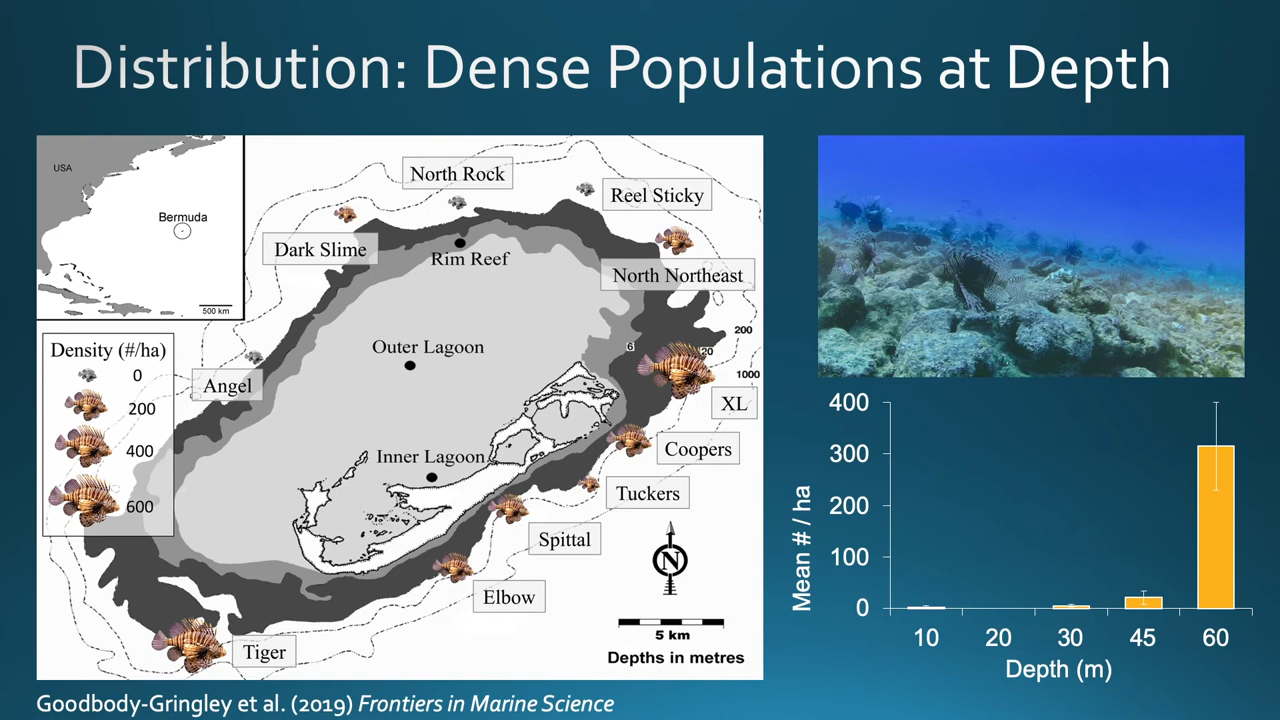 Distribution: Dense Populations at Depth
USA
Bermuda
500 km
North Rock
Reel Sticky
Dark Slime
Rim Reef
North Northeast
200
6
20
Outer Lagoon
1000
Density (#/ha)
0
200
400
600
Angel
XL
Coopers
Inner Lagoon
Tuckers
Spittal
N
Elbow
5 km
Tiger
Depths in metres
400
300
200
100
0
Mean # / ha
10 20 30 45 60
Depth (m)
Goodbody-Gringley et al. (2019) Frontiers in Marine Science